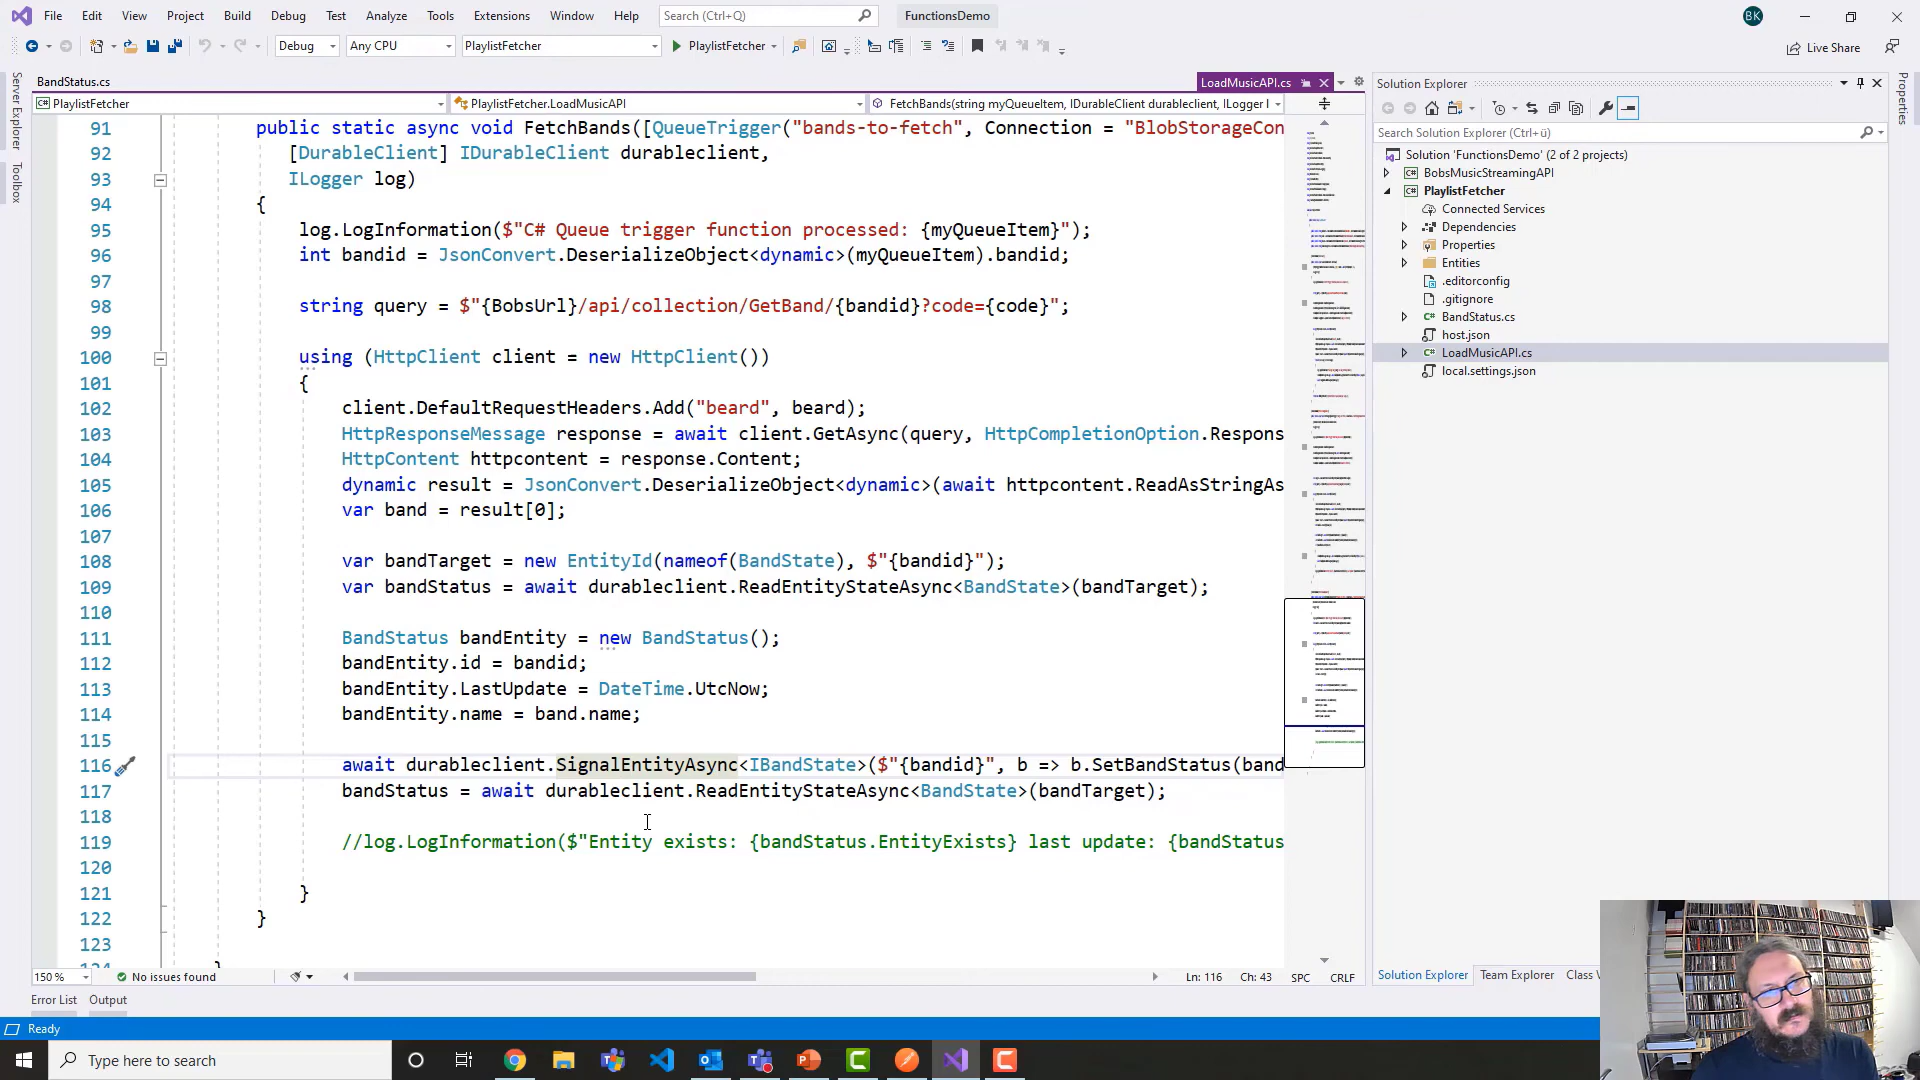 File Edit View Project Build Debug Test Analyze Tools Extensions Window Help Search (Ctrl+Q) FunctionsDemo BK
Debug Any CPU PlaylistFetcher PlaylistFetcher Live Share
BandStatus.cs LoadMusicAPI.cs
PlaylistFetcher PlaylistFetcher.LoadMusicAPI FetchBands(string myQueueItem, IDurableClient durableclient, ILogger l
Server Explorer
Toolbox
91 public static async void FetchBands([QueueTrigger("bands-to-fetch", Connection = "BlobStorageCon
92 [DurableClient] IDurableClient durableclient,
93 ILogger log)
94 {
95 log.LogInformation($"C# Queue trigger function processed: {myQueueItem}");
96 int bandid = JsonConvert.DeserializeObject<dynamic>(myQueueItem).bandid;
97
98 string query = $"{BobsUrl}/api/collection/GetBand/{bandid}?code={code}";
99
100 using (HttpClient client = new HttpClient())
101 {
102 client.DefaultRequestHeaders.Add("beard", beard);
103 HttpResponseMessage response = await client.GetAsync(query, HttpCompletionOption.Respons
104 HttpContent httpcontent = response.Content;
105 dynamic result = JsonConvert.DeserializeObject<dynamic>(await httpcontent.ReadAsStringAs
106 var band = result[0];
107
108 var bandTarget = new EntityId(nameof(BandState), $"{bandid}");
109 var bandStatus = await durableclient.ReadEntityStateAsync<BandState>(bandTarget);
110
111 BandStatus bandEntity = new BandStatus();
112 bandEntity.id = bandid;
113 bandEntity.LastUpdate = DateTime.UtcNow;
114 bandEntity.name = band.name;
115
116 await durableclient.SignalEntityAsync<IBandState>($"{bandid}", b => b.SetBandStatus(band
117 bandStatus = await durableclient.ReadEntityStateAsync<BandState>(bandTarget);
118
119 //log.LogInformation($"Entity exists: {bandStatus.EntityExists} last update: {bandStatus
120
121 }
122 }
123
124 }
150 % No issues found Ln: 116 Ch: 43 SPC CRLF
Error List Output
Ready
Solution Explorer
Search Solution Explorer (Ctrl+ü)
Solution 'FunctionsDemo' (2 of 2 projects)
BobsMusicStreamingAPI
PlaylistFetcher
Connected Services
Dependencies
Properties
Entities
.editorconfig
.gitignore
BandStatus.cs
host.json
LoadMusicAPI.cs
local.settings.json
Solution Explorer Team Explorer Class V
Properties
Type here to search